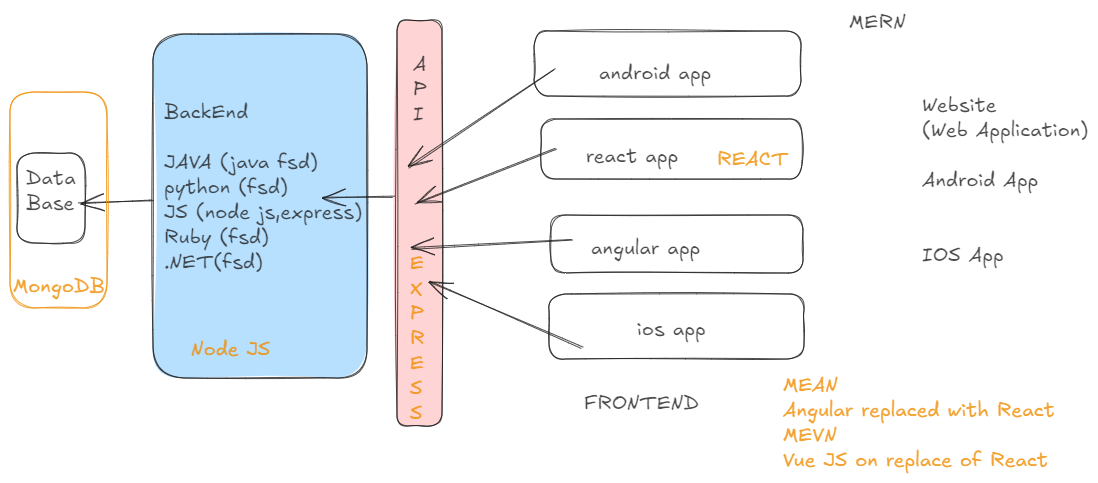 MERN
Data
Base
MongoDB
BackEnd
JAVA (java fsd)
python (fsd)
JS (node js,express)
Ruby (fsd)
.NET(fsd)
Node JS
API
EXPRESS
android app
react app
REACT
angular app
ios app
FRONTEND
Website
(Web Application)
Android App
IOS App
MEAN
Angular replaced with React
MEVN
Vue JS on replace of React